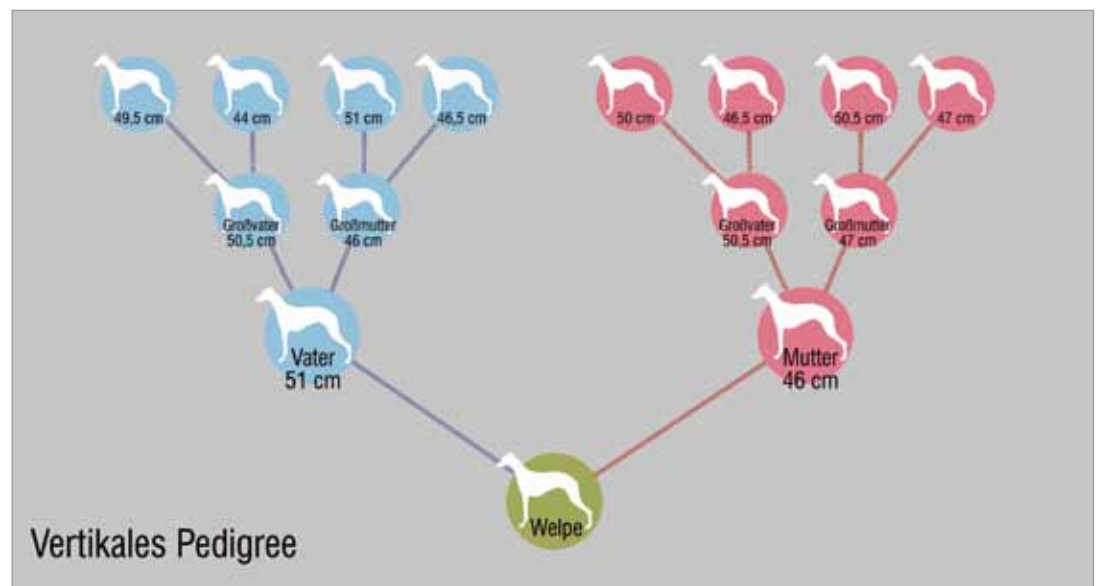 49,5 cm
44 cm
51 cm
46,5 cm
50 cm
46.5 cm
50.5 cm
47 cm
Großvater
50,5 cm
Großmutter
46 cm
Großvater
50.5 cm
Großmutter
47 cm
Vater
51 cm
Mutter
46 cm
Welpe
Vertikales Pedigree